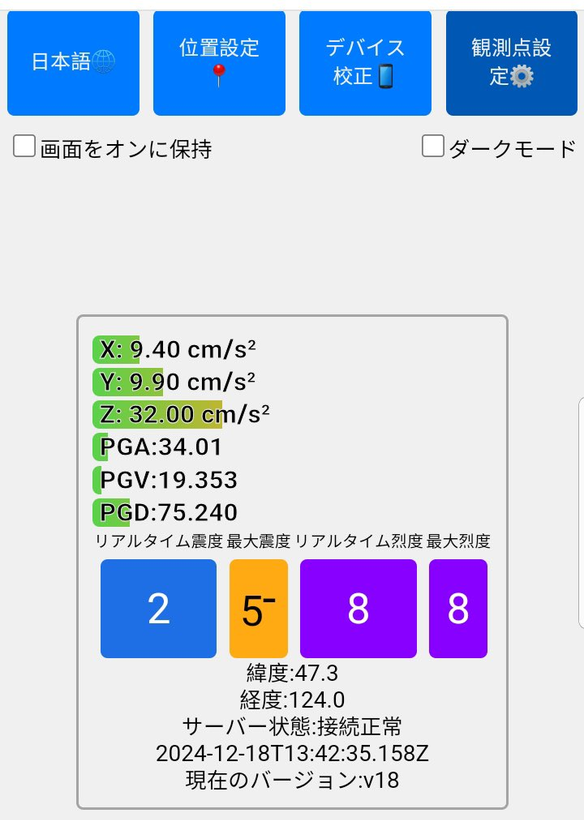 日本語🌐
位置設定
📍
デバイス
校正📱
観測点設
定⚙️
画面をオンに保持
ダークモード
X: 9.40 cm/s²
Y: 9.90 cm/s²
Z: 32.00 cm/s²
PGA:34.01
PGV:19.353
PGD:75.240
リアルタイム震度 最大震度 リアルタイム烈度 最大烈度
2 5⁻ 8 8
緯度:47.3
経度:124.0
サーバー状態:接続正常
2024-12-18T13:42:35.158Z
現在のバージョン:v18